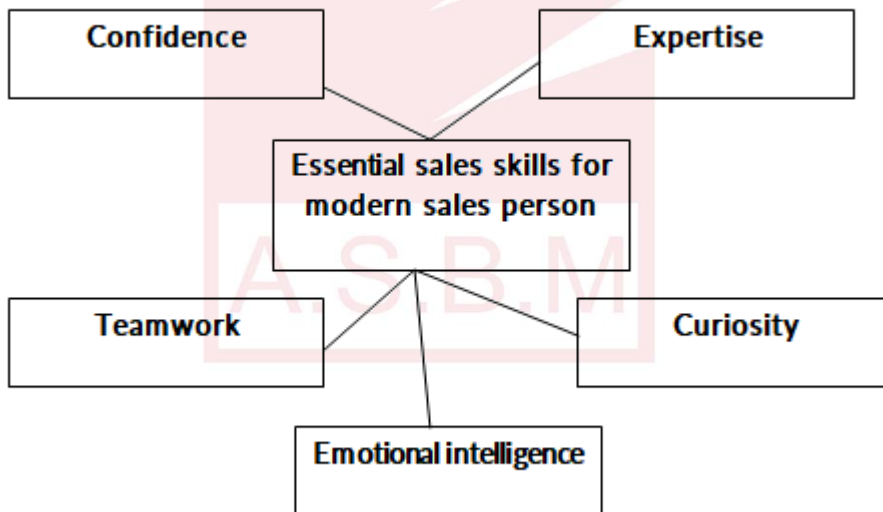 Confidence
Expertise
Essential sales skills for
modern sales person
A.S.B.M
Teamwork
Curiosity
Emotional intelligence